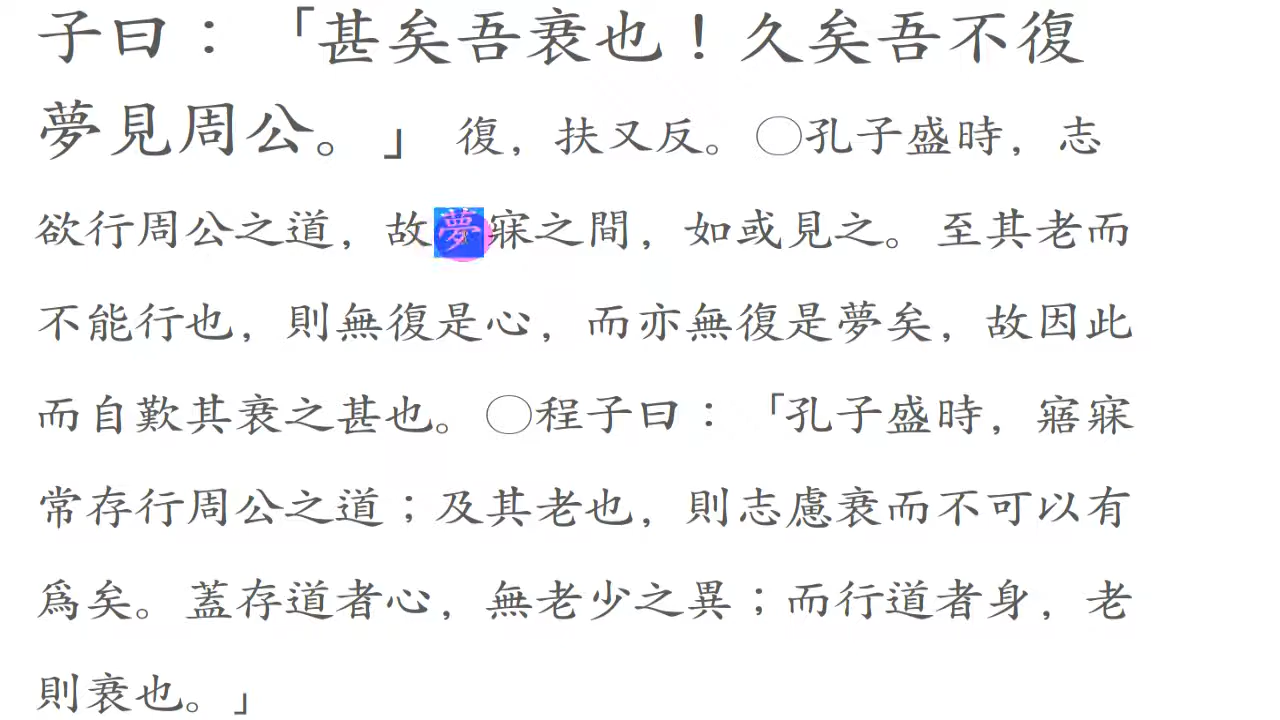 子曰：「甚矣吾衰也！久矣吾不復
夢見周公。」復，扶又反。◯孔子盛時，志
欲行周公之道，故夢寐之間，如或見之。至其老而
不能行也，則無復是心，而亦無復是夢矣，故因此
而自歎其衰之甚也。◯程子曰：「孔子盛時，寤寐
常存行周公之道；及其老也，則志慮衰而不可以有
爲矣。蓋存道者心，無老少之異；而行道者身，老
則衰也。」